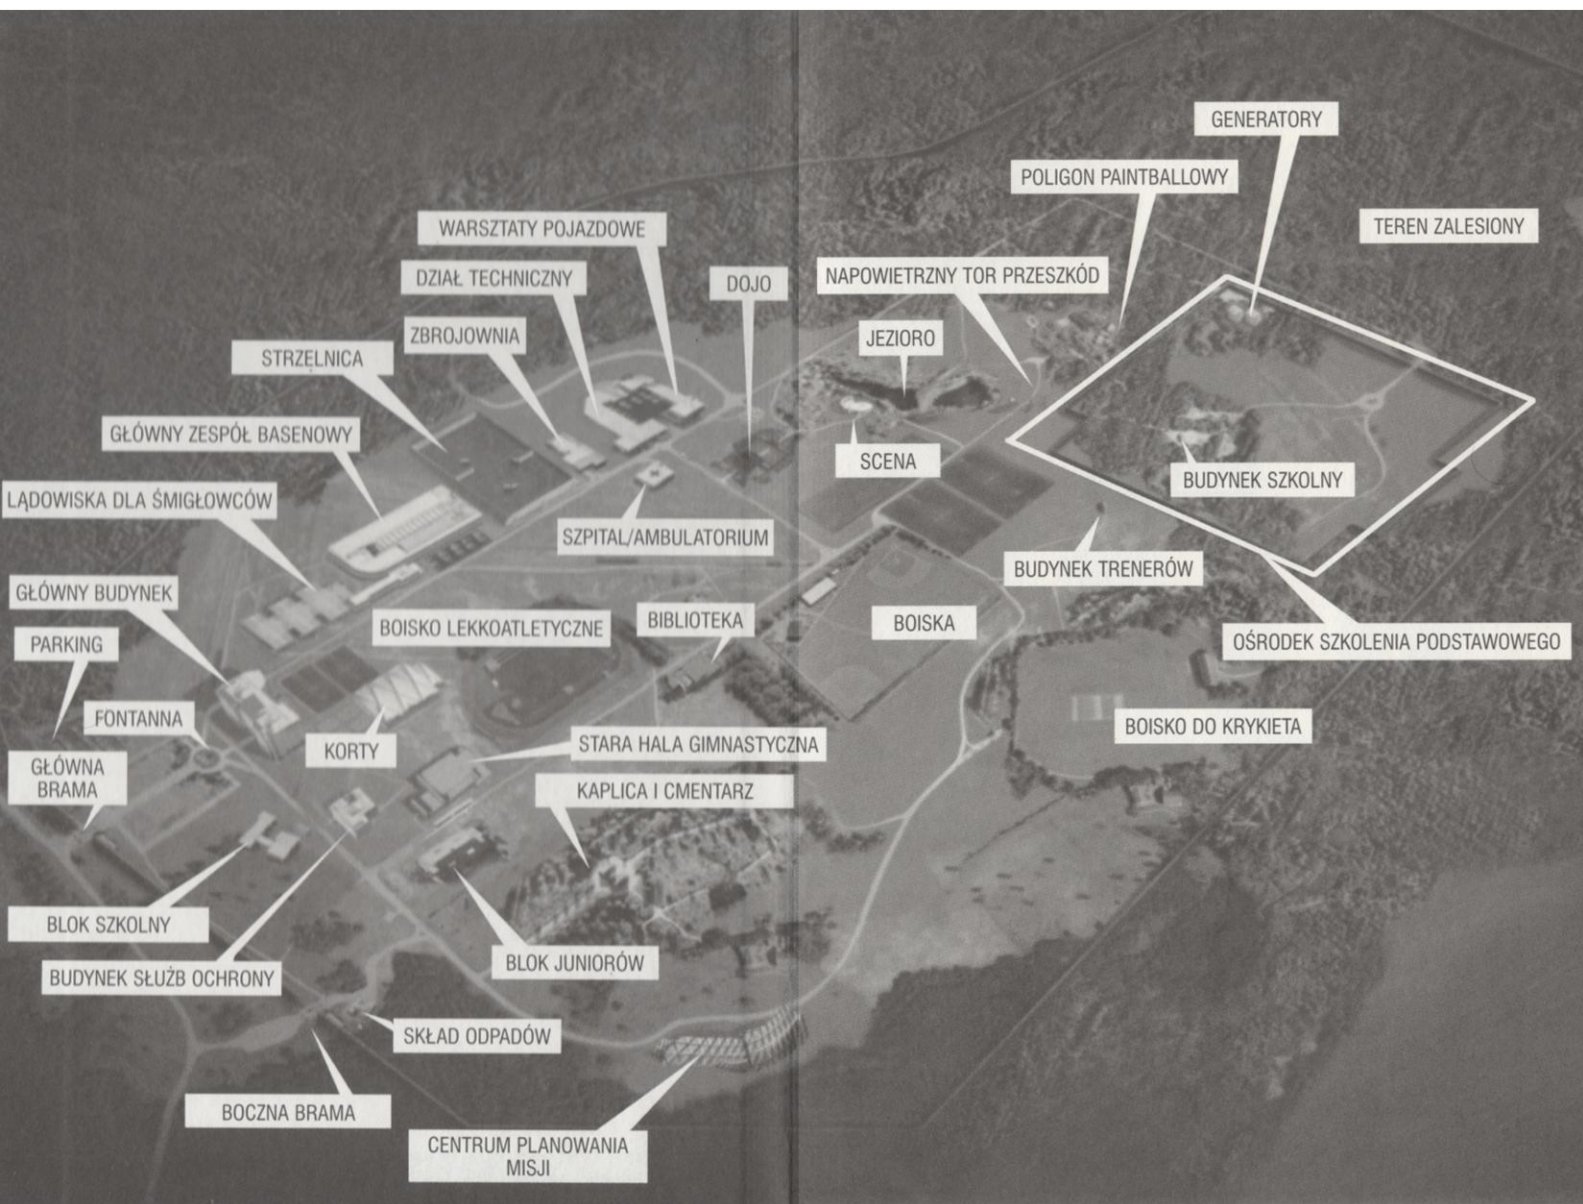 GENERATORY
POLIGON PAINTBALLOWY
TEREN ZALESIONY
WARSZTATY POJAZDOWE
DZIAŁ TECHNICZNY
DOJO
NAPOWIETRZNY TOR PRZESZKÓD
ZBROJOWNIA
JEZIORO
STRZELNICA
GŁÓWNY ZESPÓŁ BASENOWY
SCENA
BUDYNEK SZKOLNY
LĄDOWISKA DLA ŚMIGŁOWCÓW
SZPITAL/AMBULATORIUM
BUDYNEK TRENERÓW
GŁÓWNY BUDYNEK
BOISKO LEKKOATLETYCZNE
BIBLIOTEKA
BOISKA
OŚRODEK SZKOLENIA PODSTAWOWEGO
PARKING
FONTANNA
BOISKO DO KRYKIETA
KORTY
STARA HALA GIMNASTYCZNA
GŁÓWNA
BRAMA
KAPLICA I CMENTARZ
BLOK SZKOLNY
BLOK JUNIORÓW
BUDYNEK SŁUŻB OCHRONY
SKŁAD ODPADÓW
BOCZNA BRAMA
CENTRUM PLANOWANIA
MISJI